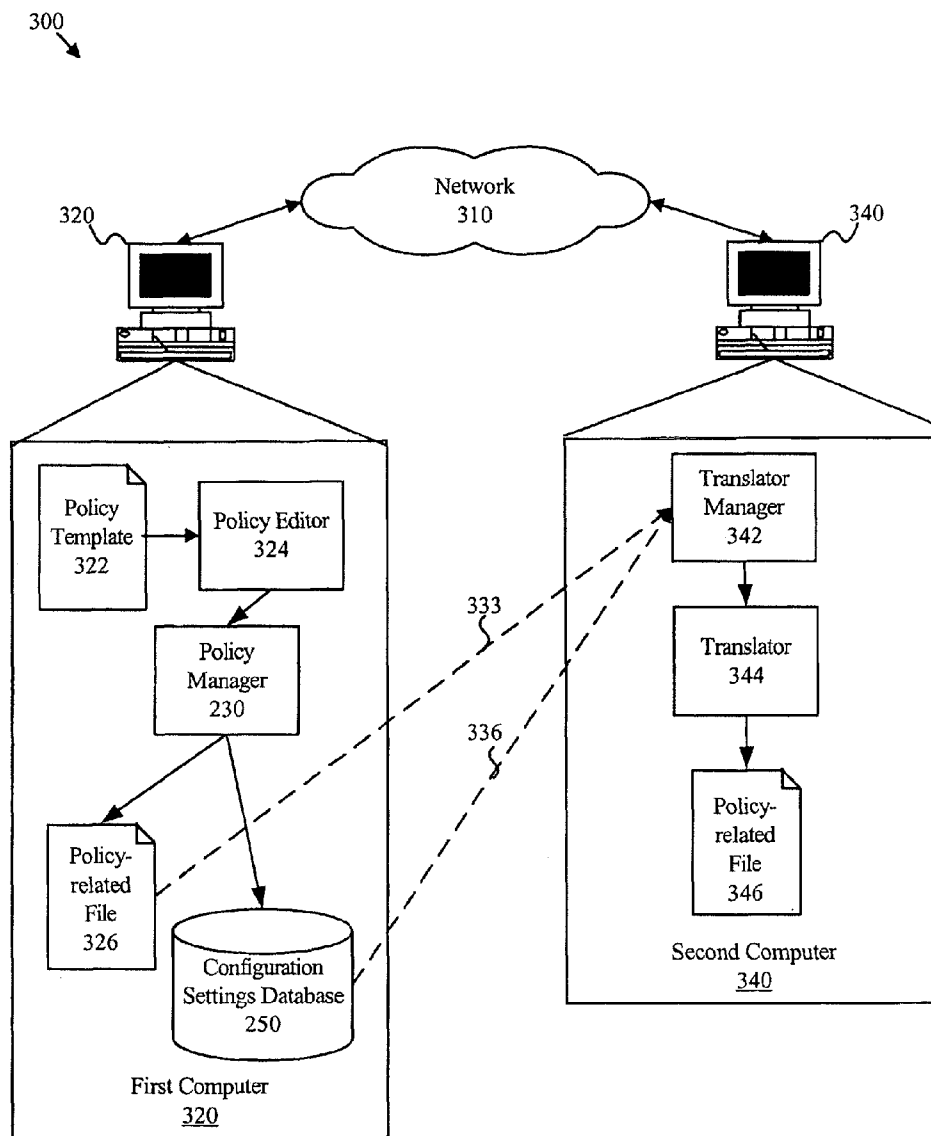 300
Network
310
320
340
Policy
Template
322
Policy Editor
324
Policy
Manager
230
Policy-
related
File
326
Configuration
Settings Database
250
First Computer
320
333
336
Translator
Manager
342
Translator
344
Policy-
related
File
346
Second Computer
340